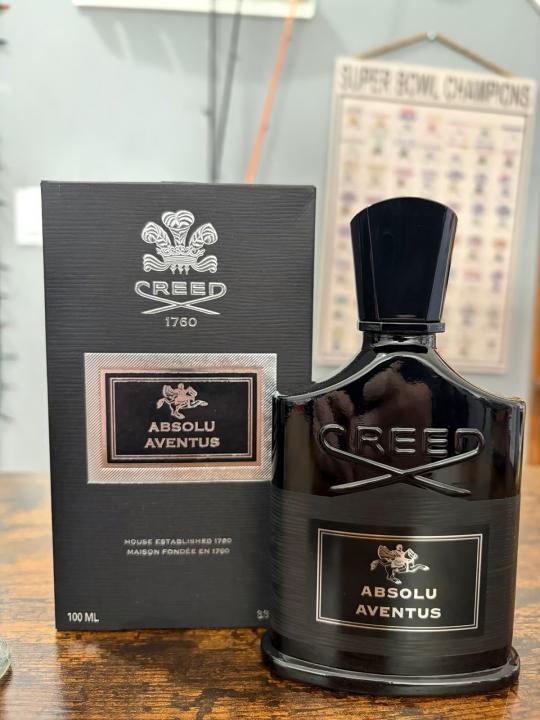 SUPER BOWL CHAMPIONS
CREED
1760
ABSOLU
AVENTUS
HOUSE ESTABLISHED 1760
MAISON FONDÉE EN 1760
100 ML
CREED
ABSOLU
AVENTUS